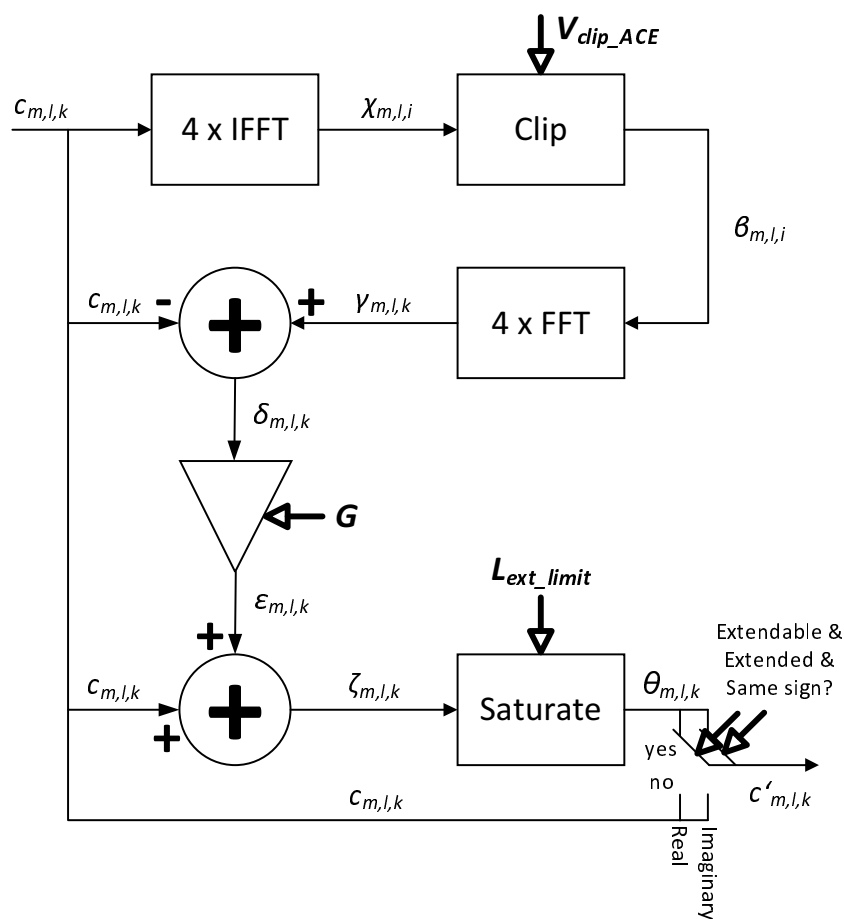 V_clip_ACE
c_m,l,k
4 x IFFT
χ_m,l,i
Clip
β_m,l,i
c_m,l,k
-
+
γ_m,l,k
4 x FFT
+
δ_m,l,k
G
L_ext_limit
ε_m,l,k
+
Extendable &
Extended &
Same sign?
c_m,l,k
+
+
ζ_m,l,k
Saturate
θ_m,l,k
yes
no
c‘_m,l,k
c_m,l,k
Real
Imaginary